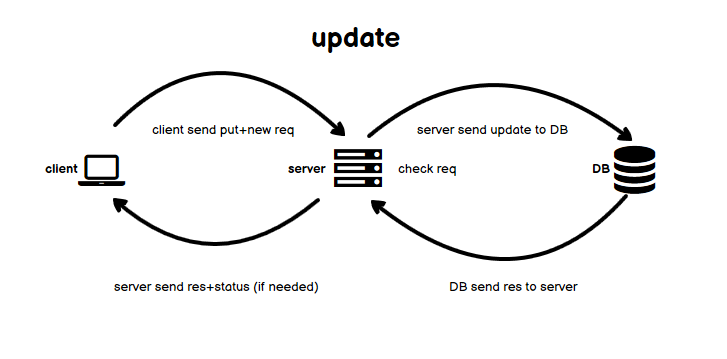 update
client send put+new req
server send update to DB
client
server
check req
DB
server send res+status (if needed)
DB send res to server